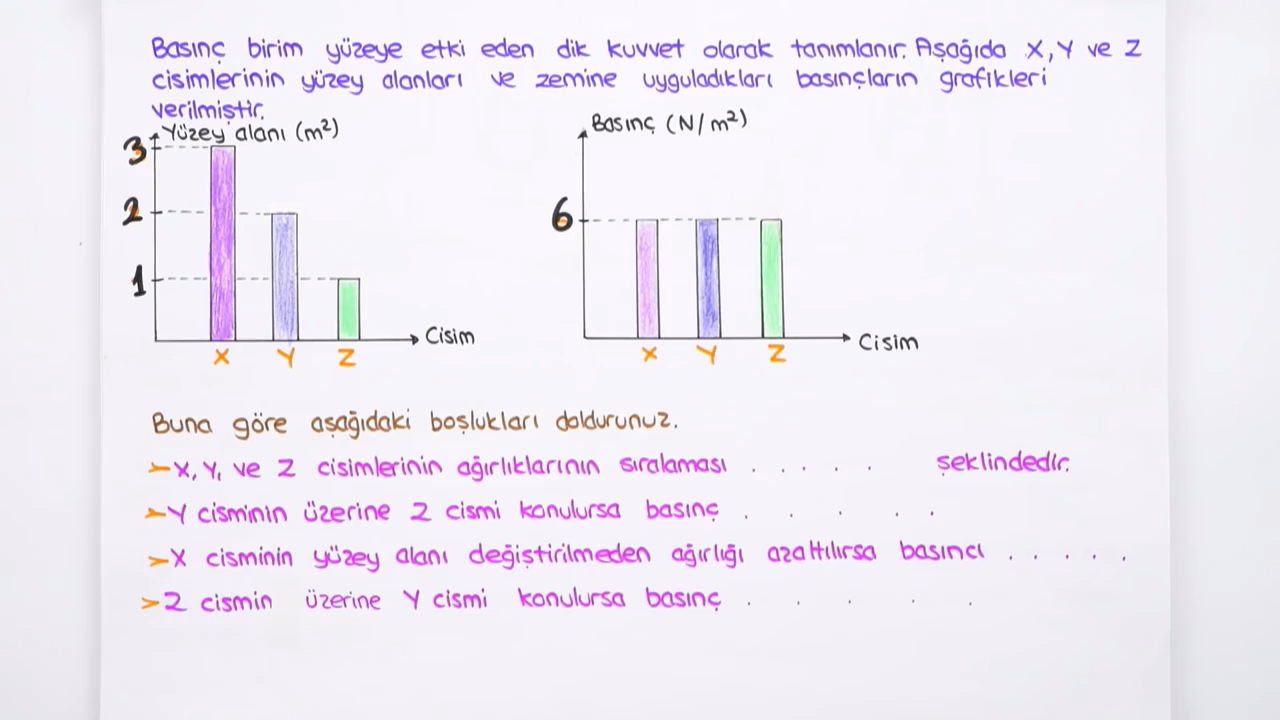 Basınç birim yüzeye etki eden dik kuvvet olarak tanımlanır. Aşağıda X, Y ve Z
cisimlerinin yüzey alanları ve zemine uyguladıkları basınçların grafikleri
verilmiştir.
Yüzey alanı (m²)
3
2
1
X Y Z
Cisim
Basınç (N/m²)
6
X Y Z
Cisim
Buna göre aşağıdaki boşlukları doldurunuz.
➤X, Y, ve Z cisimlerinin ağırlıklarının sıralaması . . . . . şeklindedir.
➤Y cisminin üzerine Z cismi konulursa basınç . . . . .
➤X cisminin yüzey alanı değiştirilmeden ağırlığı azaltılırsa basıncı . . . . .
➤Z cismin üzerine Y cismi konulursa basınç . . . . .